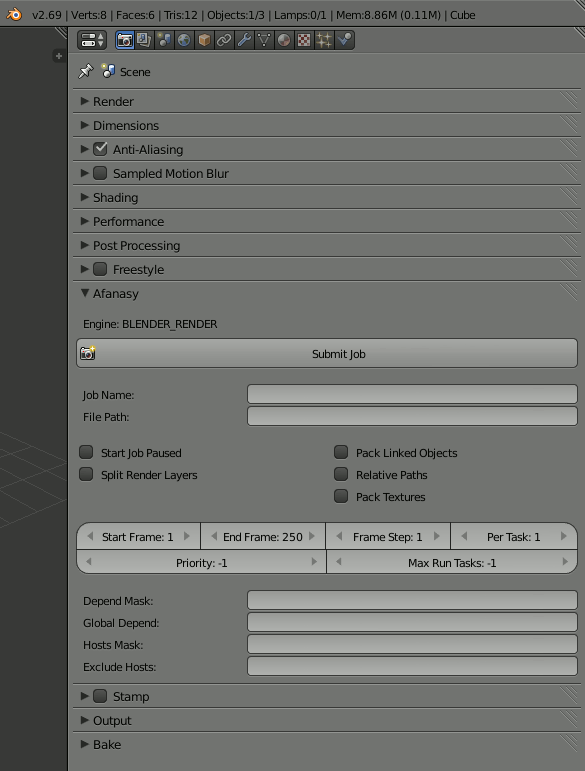 v2.69 | Verts:8 | Faces:6 | Tris:12 | Objects:1/3 | Lamps:0/1 | Mem:8.86M (0.11M) | Cube
Scene
Render
Dimensions
Anti-Aliasing
Sampled Motion Blur
Shading
Performance
Post Processing
Freestyle
Afanasy
Engine: BLENDER_RENDER
Submit Job
Job Name:
File Path:
Start Job Paused Pack Linked Objects
Split Render Layers Relative Paths
Pack Textures
Start Frame: 1 End Frame: 250 Frame Step: 1 Per Task: 1
Priority: -1 Max Run Tasks: -1
Depend Mask:
Global Depend:
Hosts Mask:
Exclude Hosts:
Stamp
Output
Bake